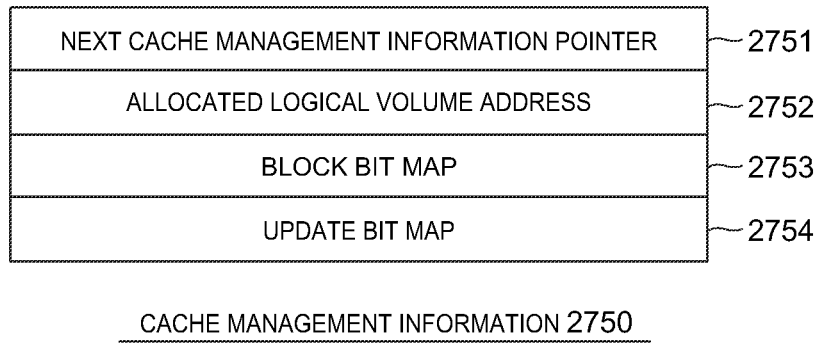 NEXT CACHE MANAGEMENT INFORMATION POINTER 2751
ALLOCATED LOGICAL VOLUME ADDRESS 2752
BLOCK BIT MAP 2753
UPDATE BIT MAP 2754
CACHE MANAGEMENT INFORMATION 2750